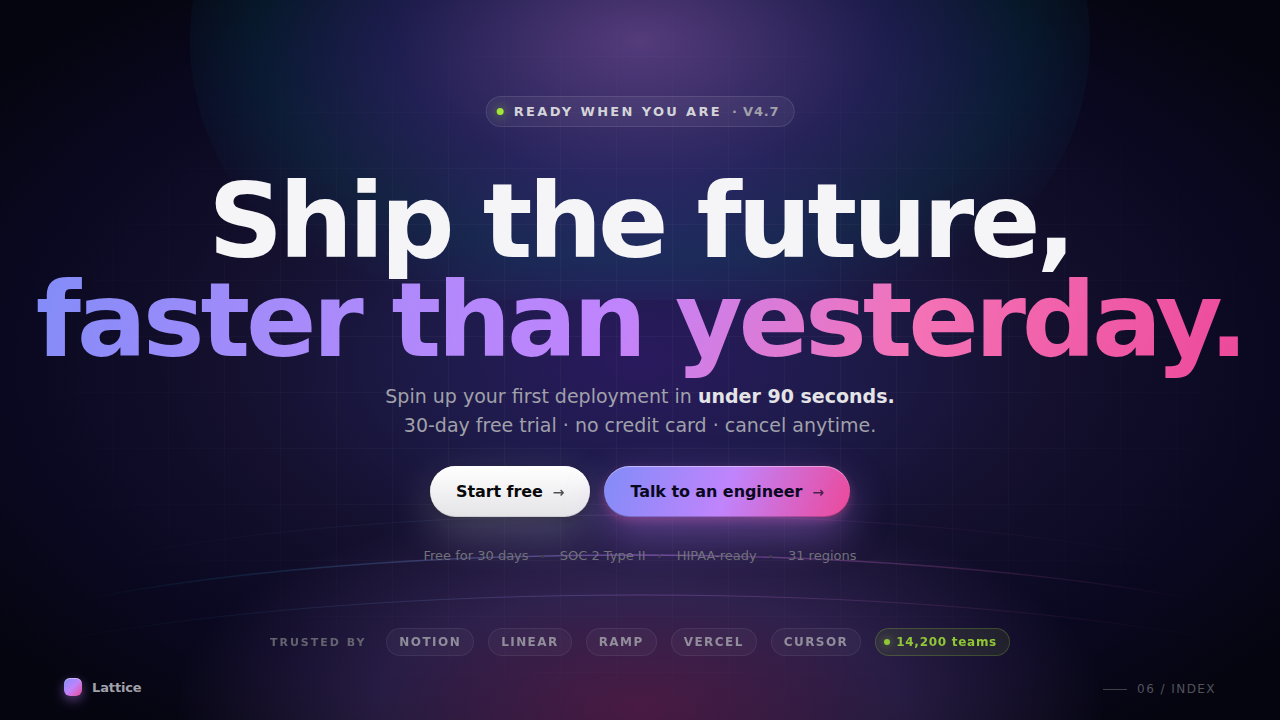 READY WHEN YOU ARE · V4.7
Ship the future,
faster than yesterday.
Spin up your first deployment in under 90 seconds.
30-day free trial · no credit card · cancel anytime.
Start free →
Talk to an engineer →
Free for 30 days · SOC 2 Type II · HIPAA-ready · 31 regions
TRUSTED BY NOTION LINEAR RAMP VERCEL CURSOR 14,200 teams
Lattice
06 / INDEX